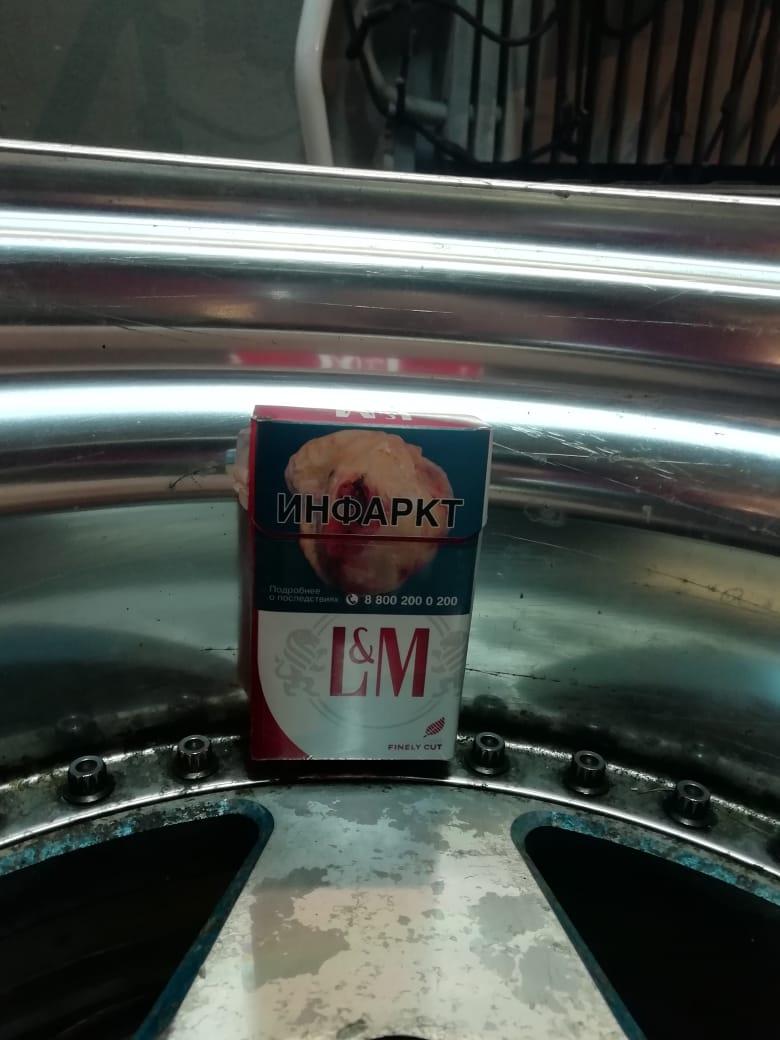 ИНФАРКТ
Подробнее
о последствиях 8 800 200 0 200
L&M
FINELY CUT